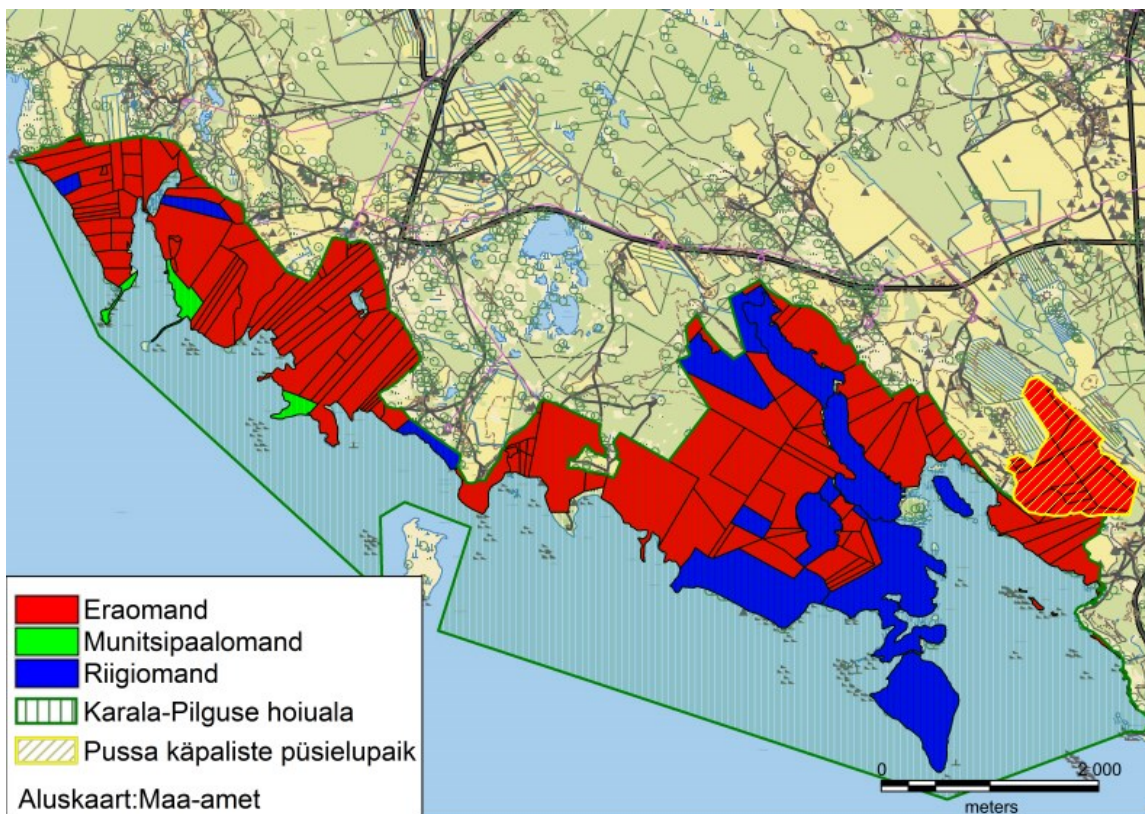 Eraomand
Munitsipaalomand
Riigiomand
Karala-Pilguse hoiuala
Pussa käpaliste püsielupaik
Aluskaart:Maa-amet
0 2 000
meters